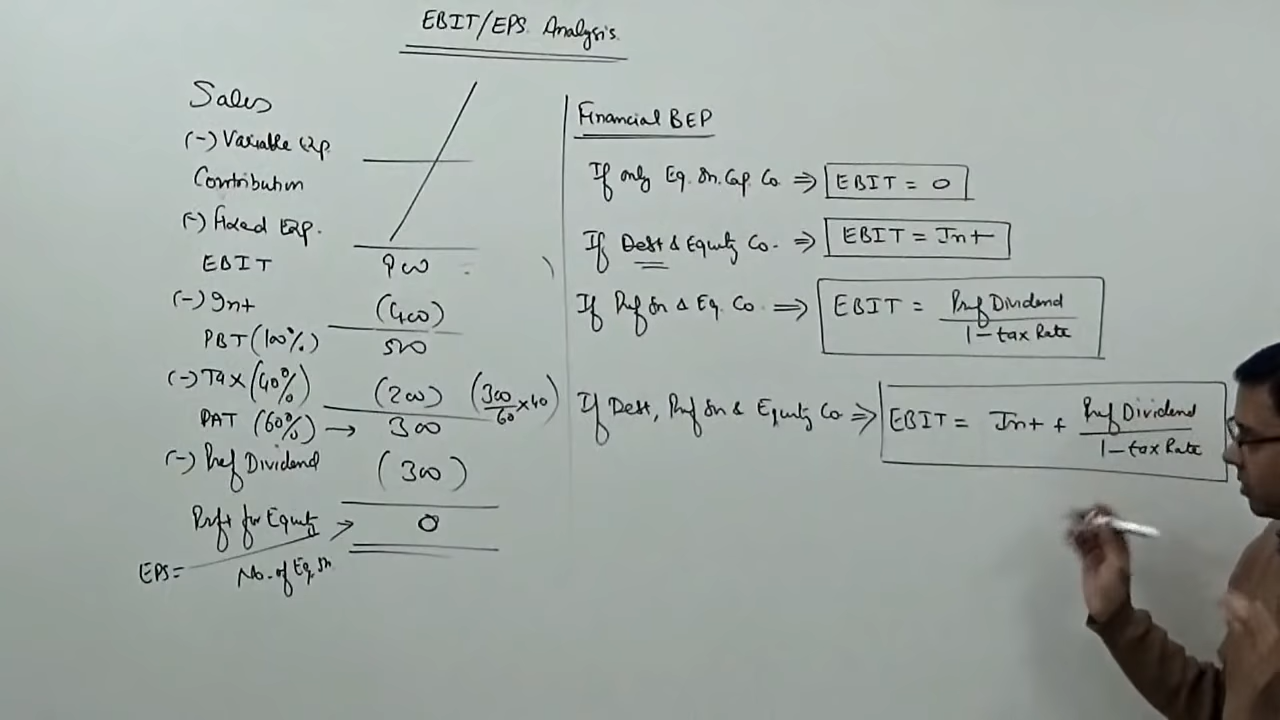 EBIT/EPS Analysis
Sales
(-) Variable Exp.
Contribution
(-) Fixed Exp.
EBIT 900
(-) Int (400)
PBT (100%) 500
(-) Tax (40%) (200) (300/60 × 40)
PAT (60%) → 300
(-) Pref Dividend (300)
Profit for Equity → 0
EPS = No. of Eq. Sh.
Financial BEP
If only Eq. Sh. Cap. Co. ⇒ EBIT = 0
If Debt & Equity Co. ⇒ EBIT = Int
If Pref Sh & Eq. Co. ⇒ EBIT = Pref Dividend
1 - tax Rate
If Debt, Pref Sh & Equity Co ⇒ EBIT = Int + Pref Dividend
1 - tax Rate